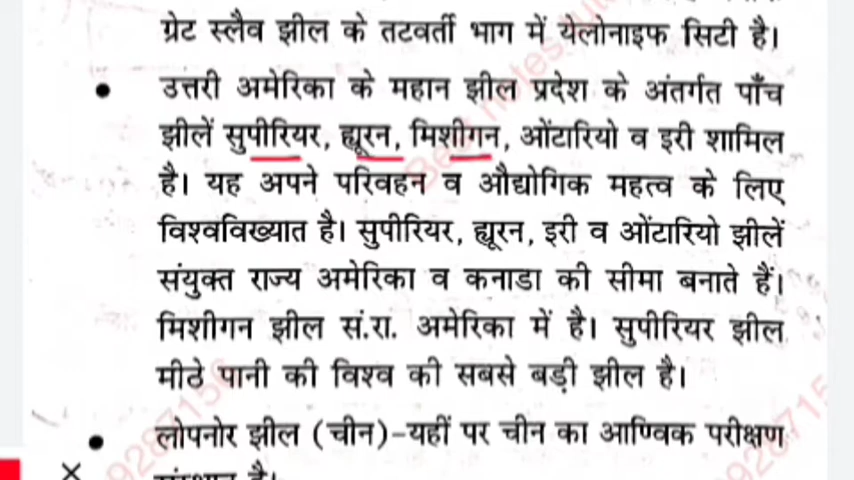 ग्रेट स्लैव झील के तटवर्ती भाग में येलोनाइफ सिटी है।
उत्तरी अमेरिका के महान झील प्रदेश के अंतर्गत पाँच
झीलें सुपीरियर, ह्यूरन, मिशीगन, ओंटारियो व इरी शामिल
है। यह अपने परिवहन व औद्योगिक महत्व के लिए
विश्वविख्यात है। सुपीरियर, ह्यूरन, इरी व ओंटारियो झीलें
संयुक्त राज्य अमेरिका व कनाडा की सीमा बनाते हैं।
मिशीगन झील सं.रा. अमेरिका में है। सुपीरियर झील
मीठे पानी की विश्व की सबसे बड़ी झील है।
लोपनोर झील (चीन)-यहीं पर चीन का आण्विक परीक्षण